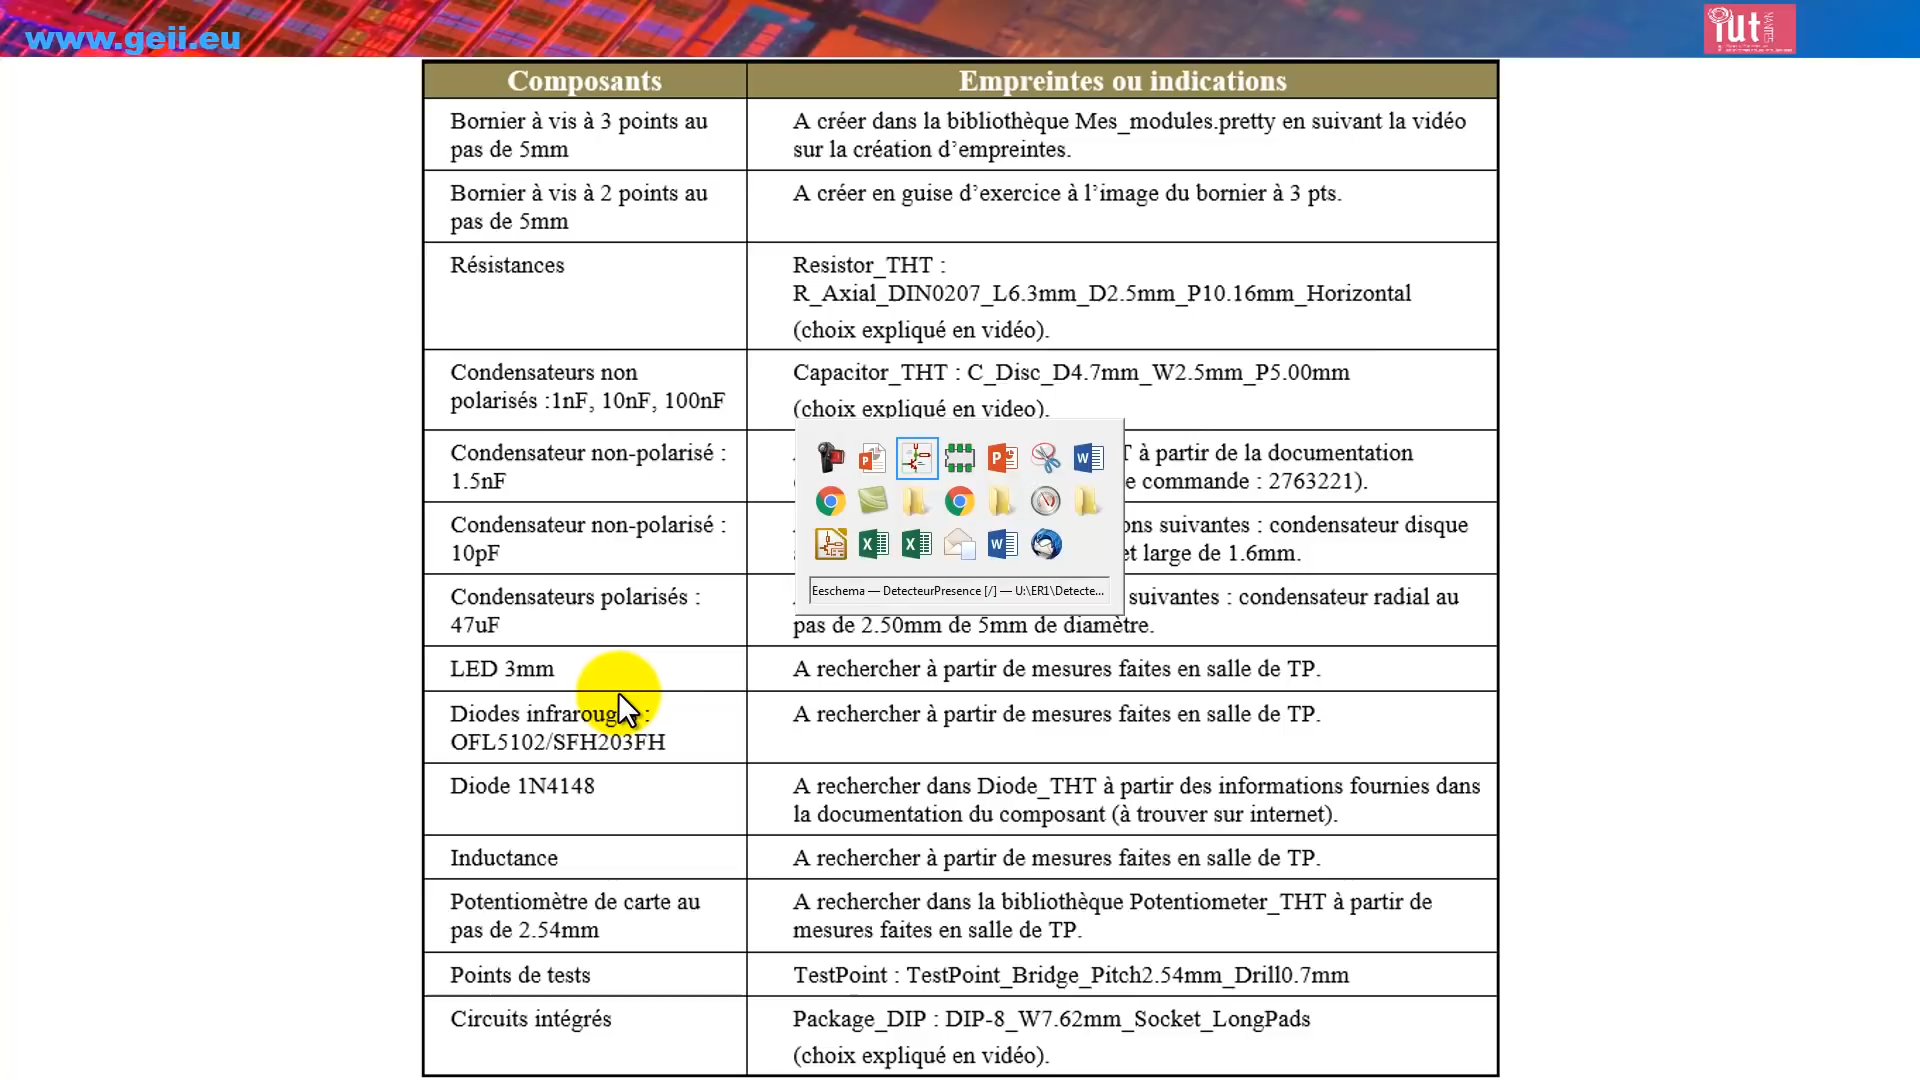 www.geii.eu
iut
NANTES
Composants
Empreintes ou indications
Bornier à vis à 3 points au
pas de 5mm
A créer dans la bibliothèque Mes_modules.pretty en suivant la vidéo
sur la création d’empreintes.
Bornier à vis à 2 points au
pas de 5mm
A créer en guise d’exercice à l’image du bornier à 3 pts.
Résistances
Resistor_THT :
R_Axial_DIN0207_L6.3mm_D2.5mm_P10.16mm_Horizontal
(choix expliqué en vidéo).
Condensateurs non
polarisés :1nF, 10nF, 100nF
Capacitor_THT : C_Disc_D4.7mm_W2.5mm_P5.00mm
(choix expliqué en video).
Condensateur non-polarisé :
1.5nF
à partir de la documentation
e commande : 2763221).
Condensateur non-polarisé :
10pF
ons suivantes : condensateur disque
et large de 1.6mm.
Condensateurs polarisés :
47uF
suivantes : condensateur radial au
pas de 2.50mm de 5mm de diamètre.
Eeschema — DetecteurPresence [/] — U:\ER1\Detecte...
LED 3mm
A rechercher à partir de mesures faites en salle de TP.
Diodes infraroug :
OFL5102/SFH203FH
A rechercher à partir de mesures faites en salle de TP.
Diode 1N4148
A rechercher dans Diode_THT à partir des informations fournies dans
la documentation du composant (à trouver sur internet).
Inductance
A rechercher à partir de mesures faites en salle de TP.
Potentiomètre de carte au
pas de 2.54mm
A rechercher dans la bibliothèque Potentiometer_THT à partir de
mesures faites en salle de TP.
Points de tests
TestPoint : TestPoint_Bridge_Pitch2.54mm_Drill0.7mm
Circuits intégrés
Package_DIP : DIP-8_W7.62mm_Socket_LongPads
(choix expliqué en vidéo).